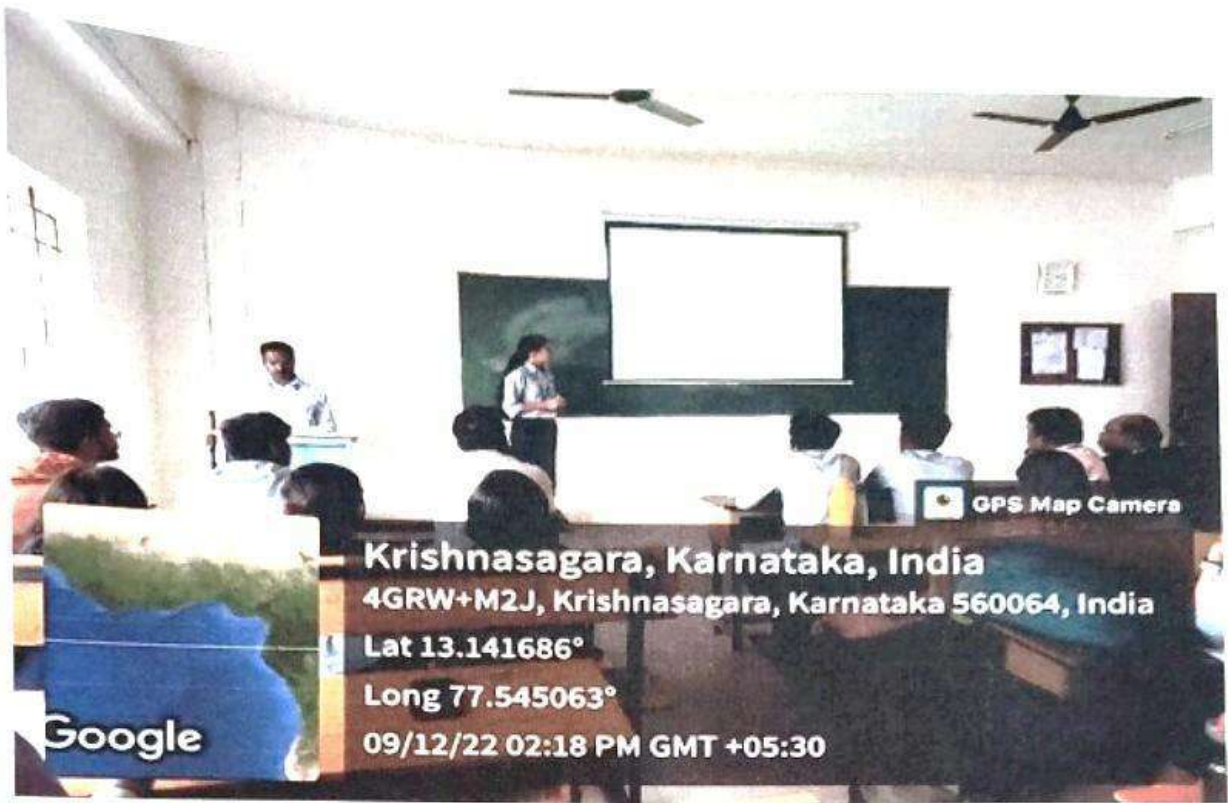 GPS Map Camera
Krishnasagara, Karnataka, India
4GRW+M2J, Krishnasagara, Karnataka 560064, India
Lat 13.141686°
Long 77.545063°
09/12/22 02:18 PM GMT +05:30
Google